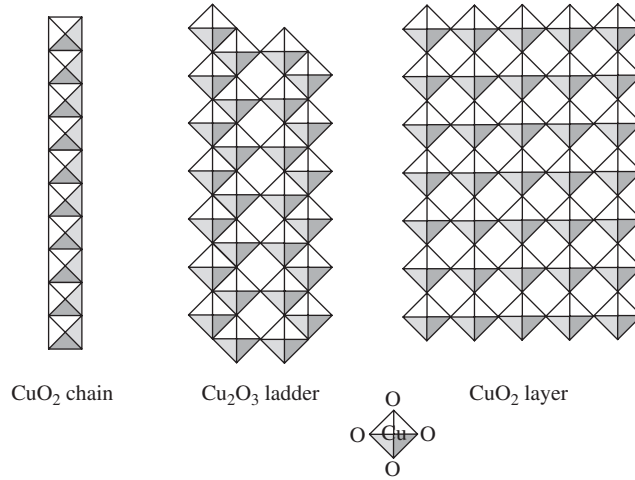 CuO₂ chain
Cu₂O₃ ladder
CuO₂ layer
O
O Cu O
O